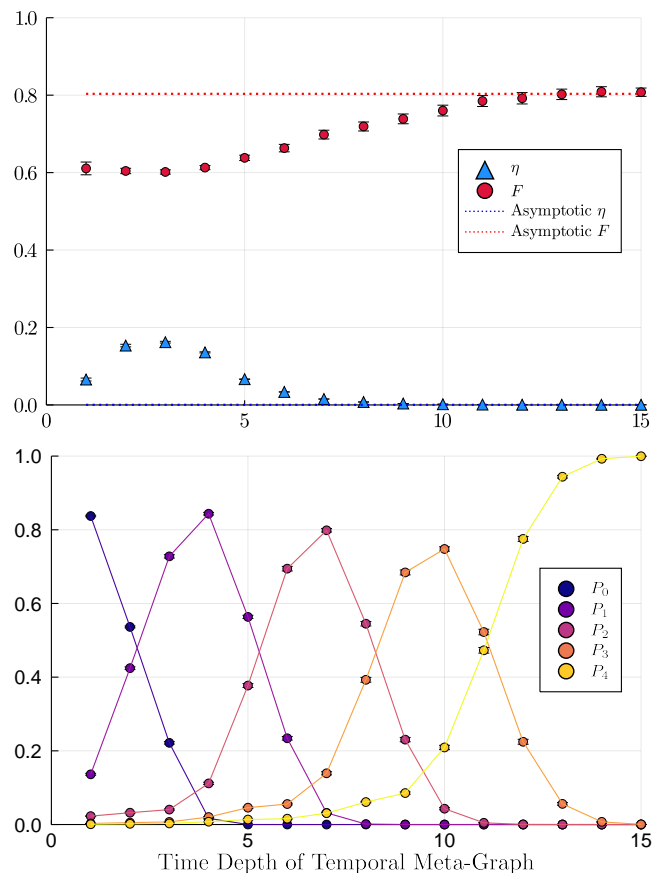 1.0
0.8
0.6
0.4
0.2
0.0
0 5 10 15
η
F
Asymptotic η
Asymptotic F
1.0
0.8
0.6
0.4
0.2
0.0
0 5 10 15
P₀
P₁
P₂
P₃
P₄
Time Depth of Temporal Meta-Graph